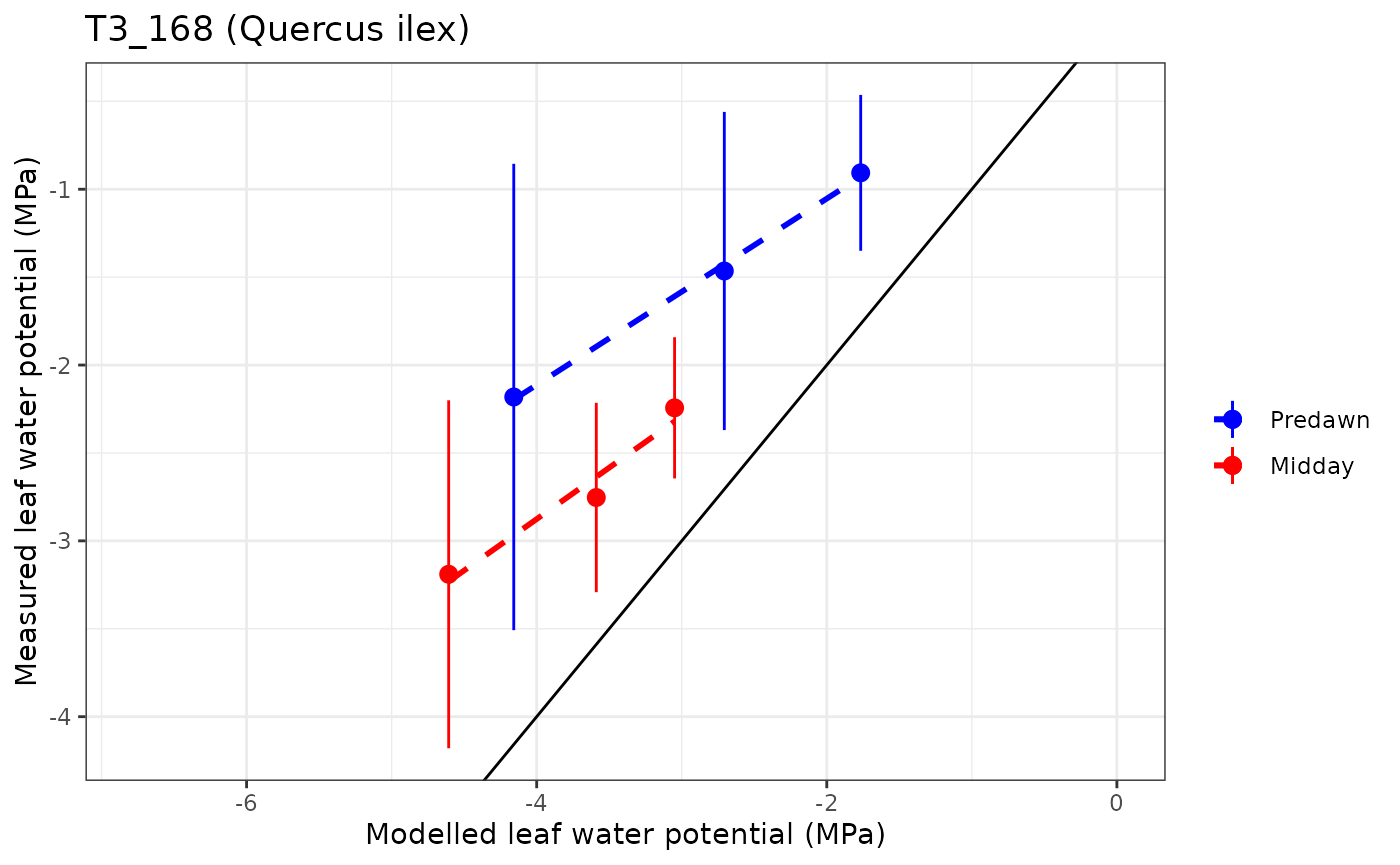 T3_168 (Quercus ilex)
Measured leaf water potential (MPa)
-1
-2
-3
-4
-6
-4
-2
0
Modelled leaf water potential (MPa)
Predawn
Midday